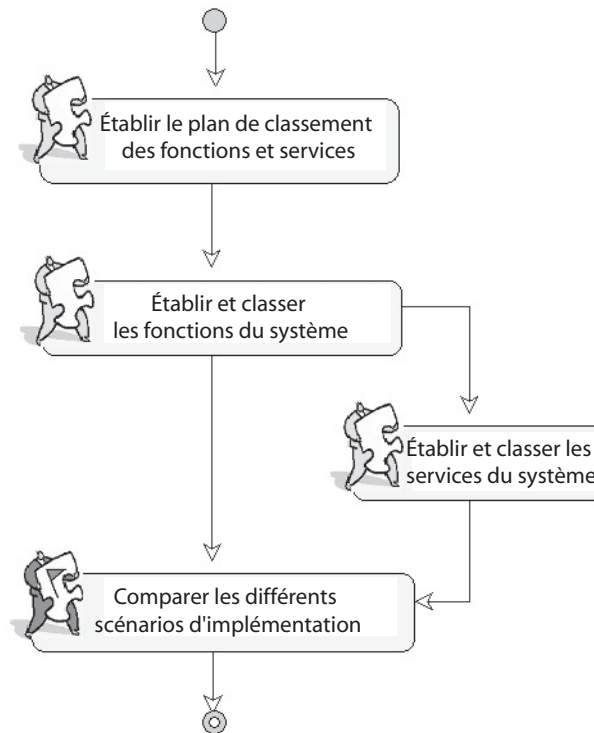 Établir le plan de classement
des fonctions et services
Établir et classer
les fonctions du système
Établir et classer les
services du système
Comparer les différents
scénarios d'implémentation